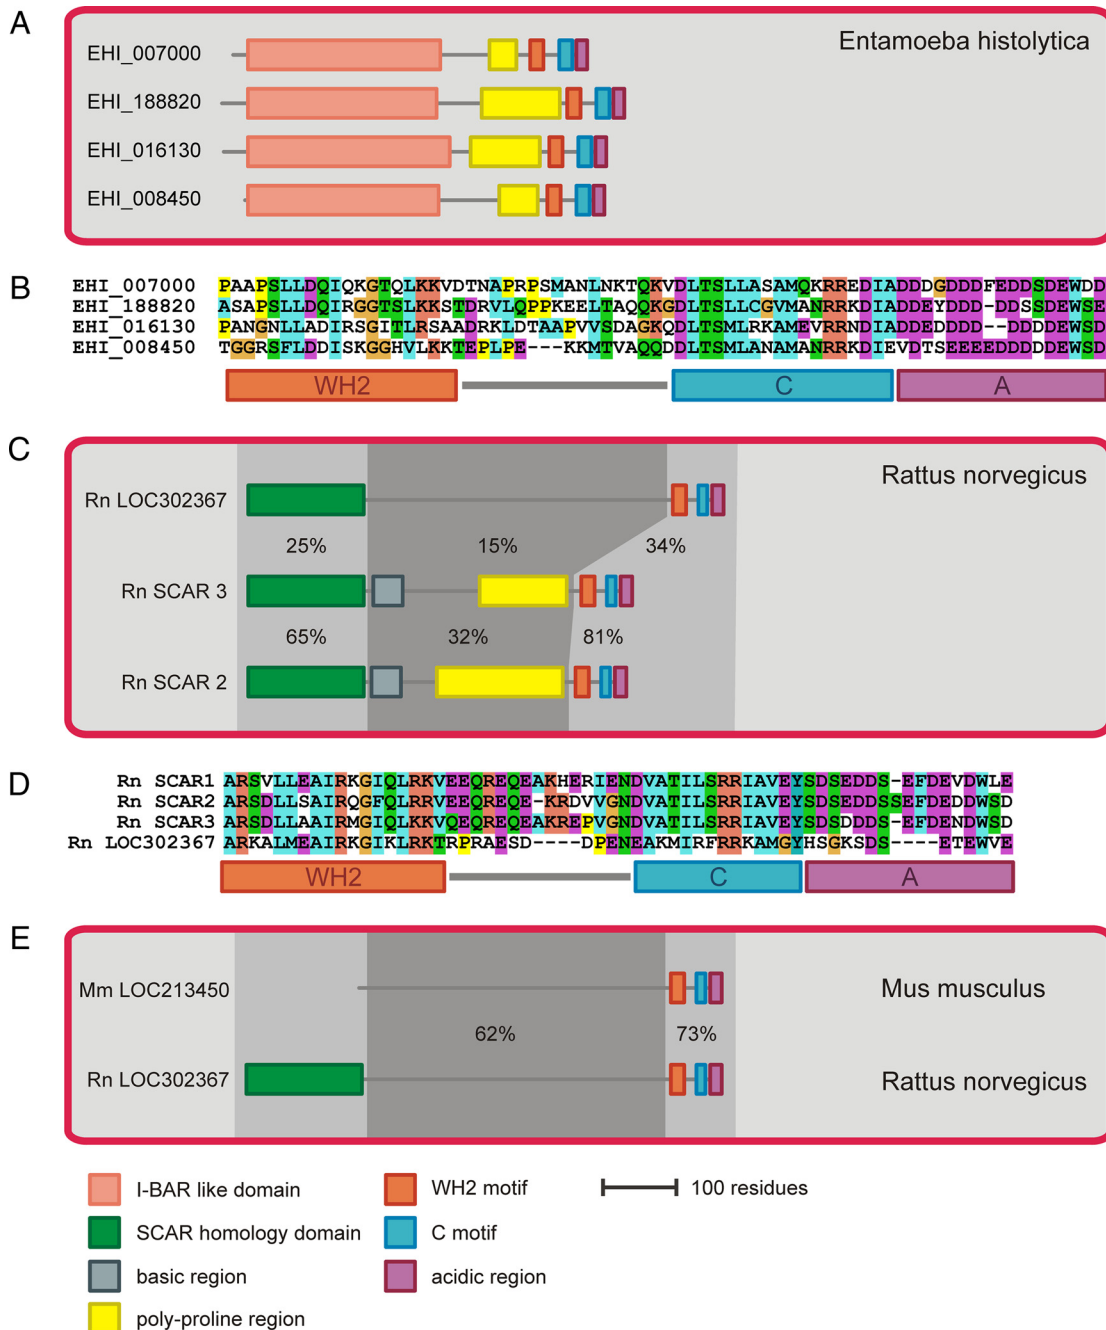 A
Entamoeba histolytica
EHI_007000
EHI_188820
EHI_016130
EHI_008450
B
EHI_007000 PAAPSLLDQIQKGTQLKKVDTNAPRPSMANLNKTQKVDLTSLLASAMQKRREDIADDDGDDDFEDDSDEWDD
EHI_188820 ASAPSLLDQIRGGTSLKKSTDRVLQPPKEELTAQQKGDLTSLLCGVMANRRKDIADDEYDDD-DDSSDEWSE
EHI_016130 PANGNLLADIRSGITLRSAADRKLDTAAPVVSDAGKQDLTSMLRKAMEVRRNDIADDEDDDD--DDDDDEWSD
EHI_008450 TGGRSFLDDISKGGHVLKKTEPLPE---KKMTVAQQDDLTSMLANAMANRRKDIEVDTSEEEEDDDDDEWSD
WH2
C
A
C
Rattus norvegicus
Rn LOC302367
25%
15%
34%
Rn SCAR 3
65%
32%
81%
Rn SCAR 2
D
Rn SCAR1 ARSVLLEAIRKGIQLRKVEEQREQEAKHERIENDVATILSRRIAVEYSDSEDDS-EFDEVDWLE
Rn SCAR2 ARSDLLSAIRQGFQLRRVEEQREQE-KRDVVGNDVATILSRRIAVEYSDSEDDSSEFDEDDWSD
Rn SCAR3 ARSDLLAAIRMGIQLKKVQEQREQEAKREPVGNDVATILSRRIAVEYSDSDDDS-EFDENDWSD
Rn LOC302367 ARKALMEAIRKGIKLRKTRPRAESD----DPENEAKMIRFRRKAMGYHSGKSDS----ETEWVE
WH2
C
A
E
Mm LOC213450
Mus musculus
62%
73%
Rn LOC302367
Rattus norvegicus
I-BAR like domain
WH2 motif
100 residues
SCAR homology domain
C motif
basic region
acidic region
poly-proline region